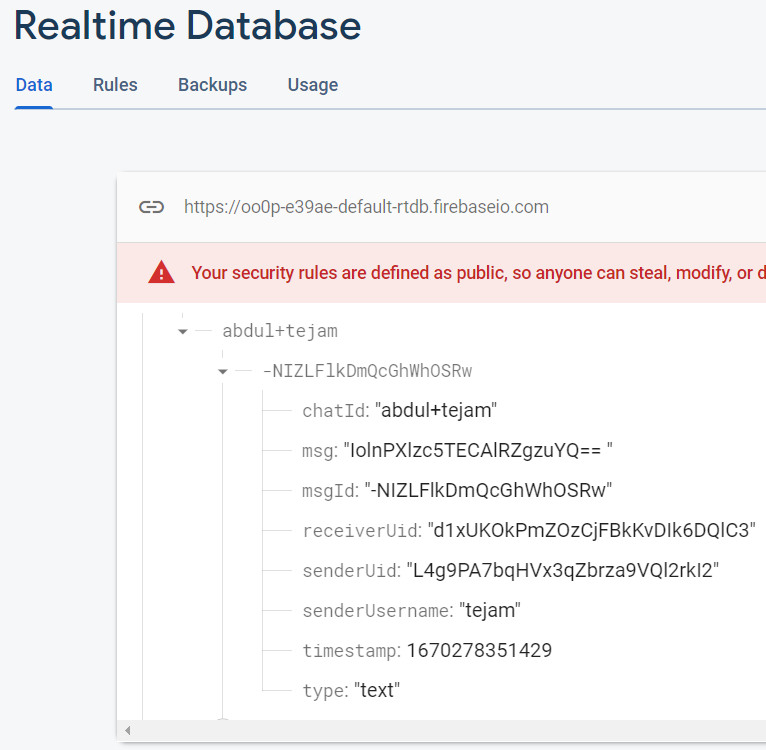 Realtime Database
Data Rules Backups Usage
https://oo0p-e39ae-default-rtdb.firebaseio.com
Your security rules are defined as public, so anyone can steal, modify, or d
abdul+tejam
-NIZLFlkDmQcGhWhOSRw
chatId: "abdul+tejam"
msg: "IolnPXlzc5TECAlRZgzuYQ== "
msgId: "-NIZLFlkDmQcGhWhOSRw"
receiverUid: "d1xUKOkPmZOzCjFBkKvDIk6DQlC3"
senderUid: "L4g9PA7bqHVx3qZbrza9VQl2rkI2"
senderUsername: "tejam"
timestamp: 1670278351429
type: "text"